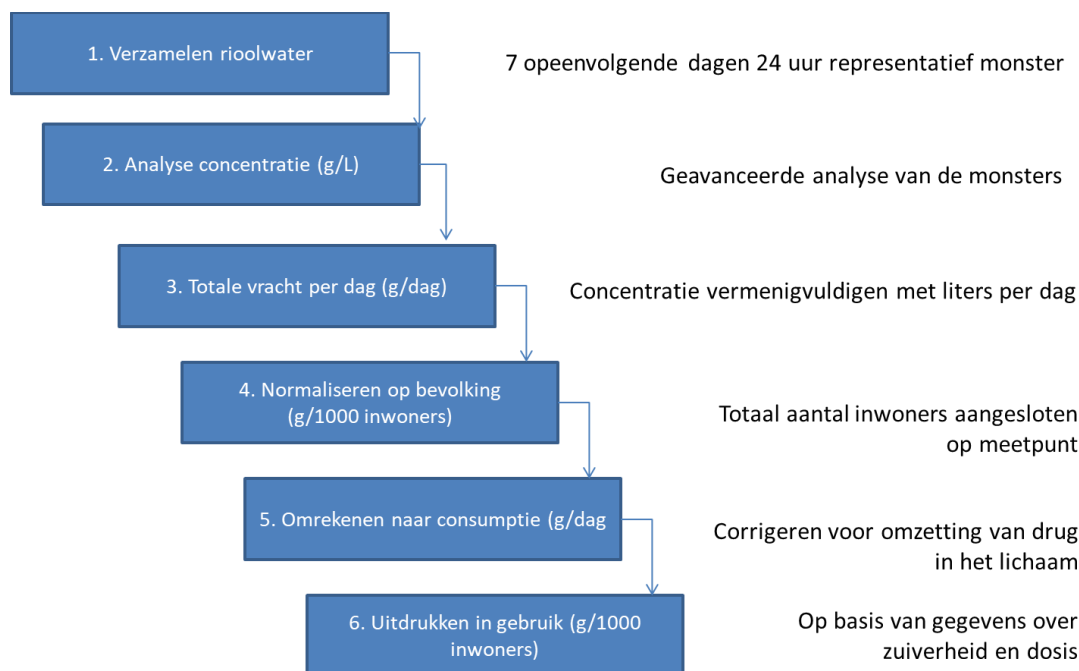 1. Verzamelen rioolwater
7 opeenvolgende dagen 24 uur representatief monster
2. Analyse concentratie (g/L)
Geavanceerde analyse van de monsters
3. Totale vracht per dag (g/dag)
Concentratie vermenigvuldigen met liters per dag
4. Normaliseren op bevolking
(g/1000 inwoners)
Totaal aantal inwoners aangesloten
op meetpunt
5. Omrekenen naar consumptie (g/dag
Corrigeren voor omzetting van drug
in het lichaam
6. Uitdrukken in gebruik (g/1000
inwoners)
Op basis van gegevens over
zuiverheid en dosis